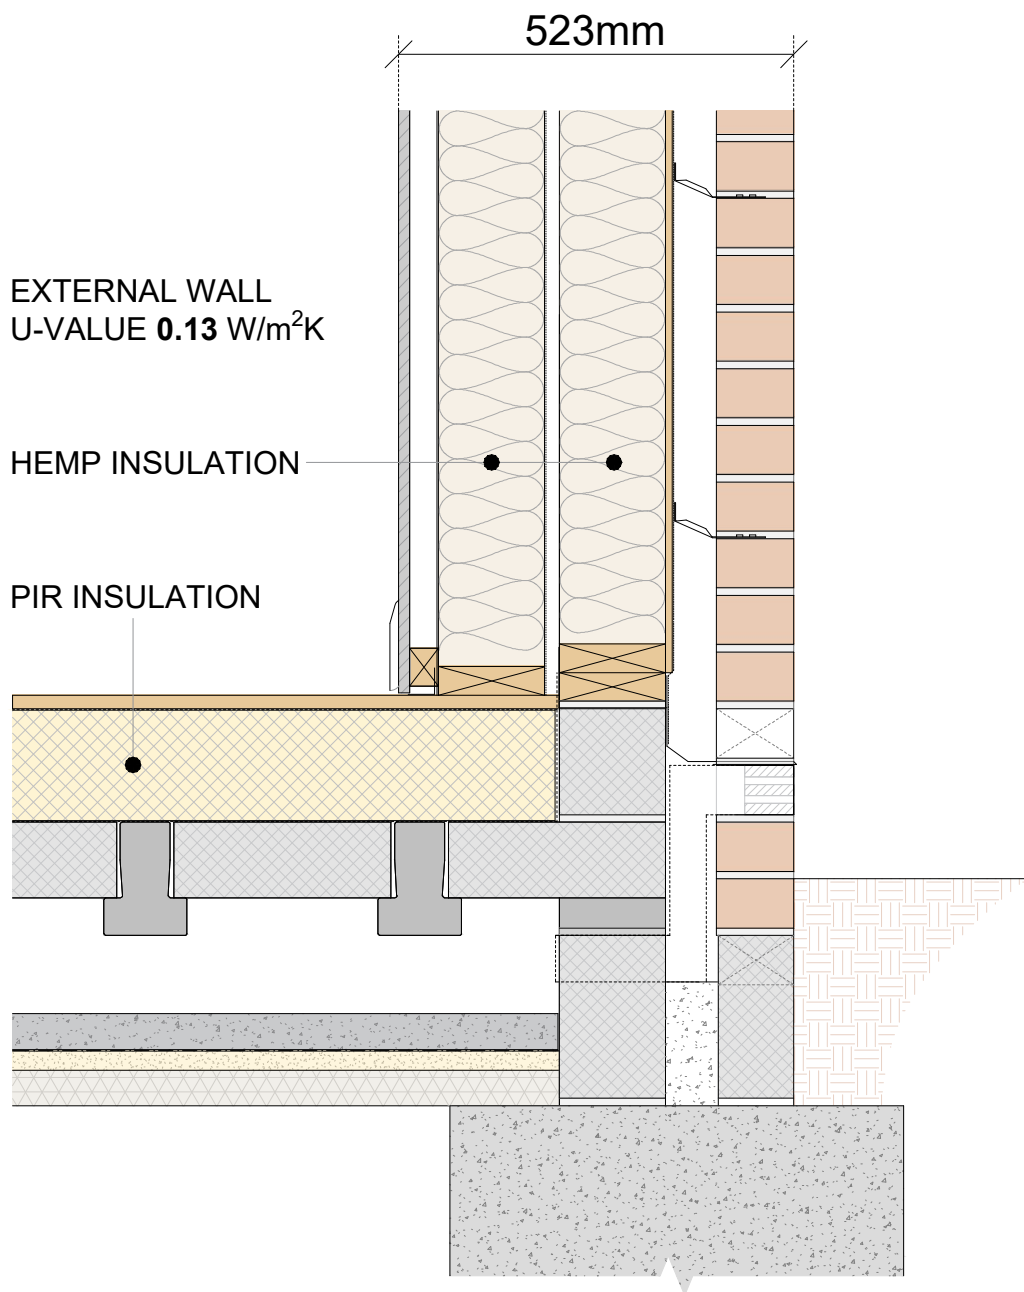 523mm
EXTERNAL WALL
U-VALUE 0.13 W/m²K
HEMP INSULATION
PIR INSULATION